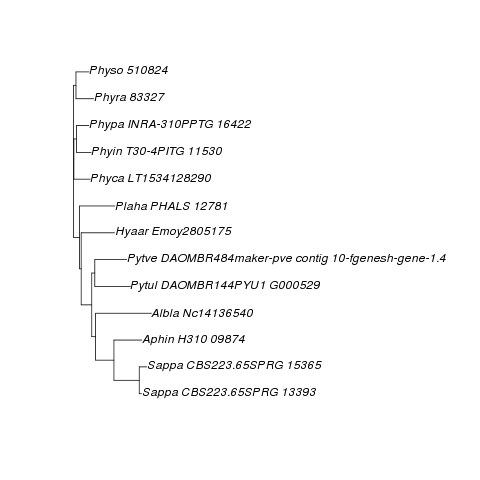 Physo 510824
Phyra 83327
Phypa INRA-310PPTG 16422
Phyin T30-4PITG 11530
Phyca LT1534128290
Plaha PHALS 12781
Hyaar Emoy2805175
Pytve DAOMBR484maker-pve contig 10-fgenesh-gene-1.4
Pytul DAOMBR144PYU1 G000529
Albla Nc14136540
Aphin H310 09874
Sappa CBS223.65SPRG 15365
Sappa CBS223.65SPRG 13393